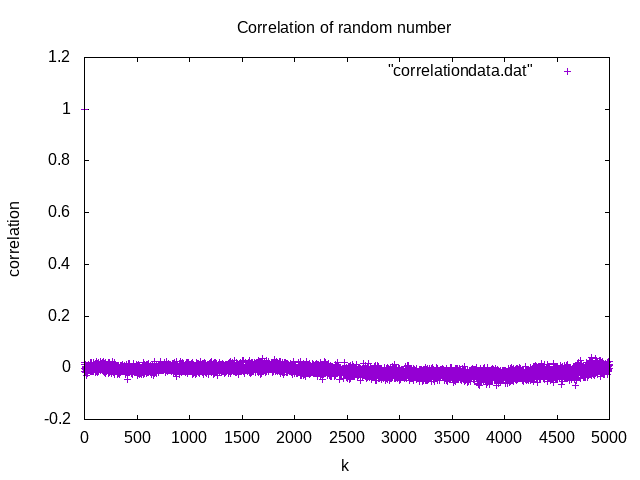 Correlation of random number
1.2
"correlationdata.dat"
1
0.8
0.6
correlation
0.4
0.2
0
-0.2
0 500 1000 1500 2000 2500 3000 3500 4000 4500 5000
k